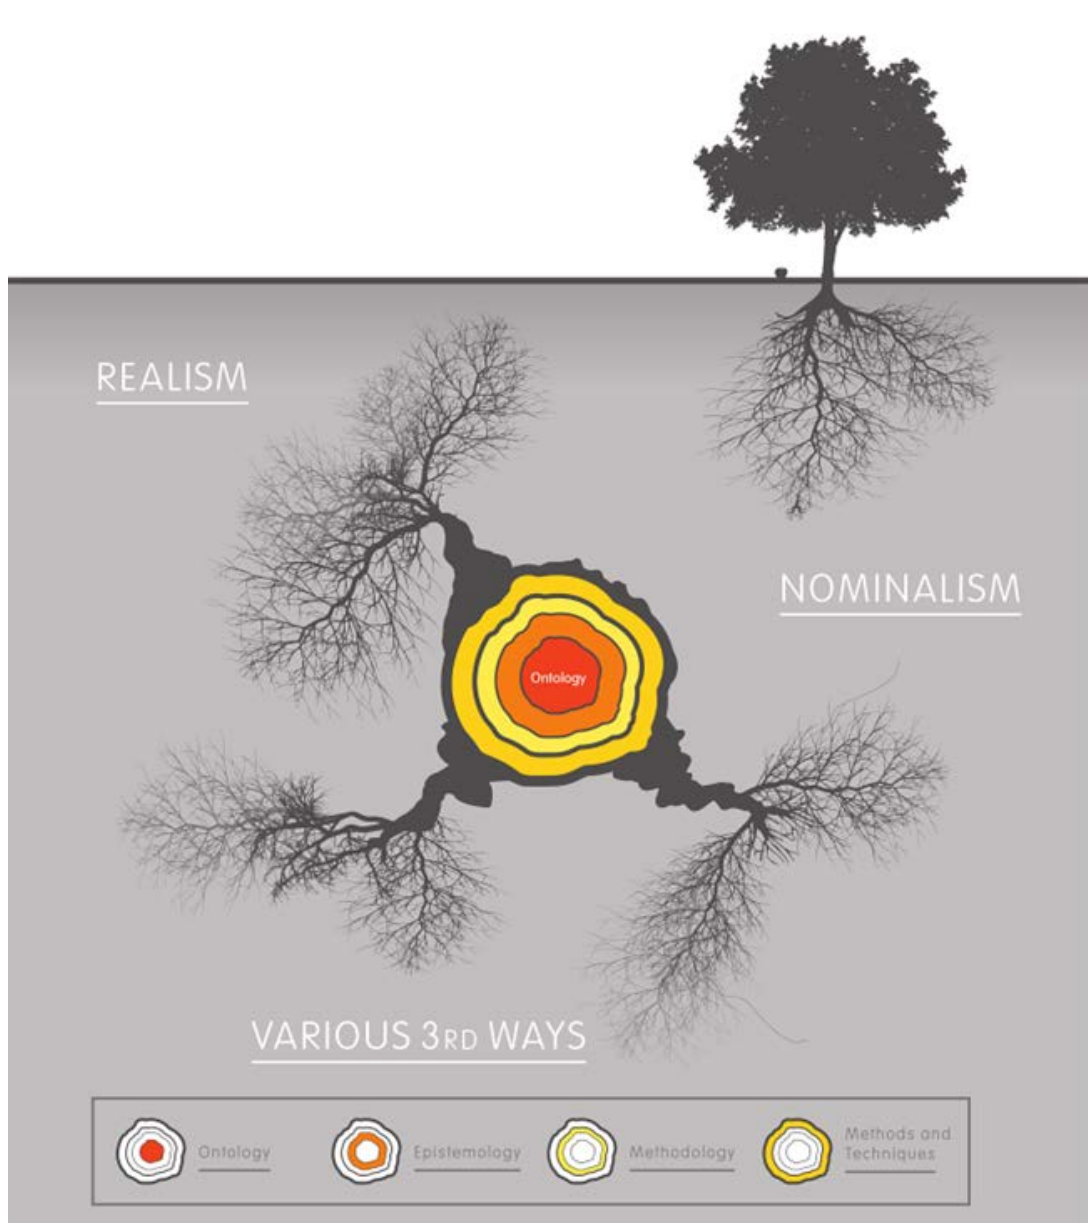 REALISM
NOMINALISM
Ontology
VARIOUS 3RD WAYS
Ontology
Epistemology
Methodology
Methods and
Techniques